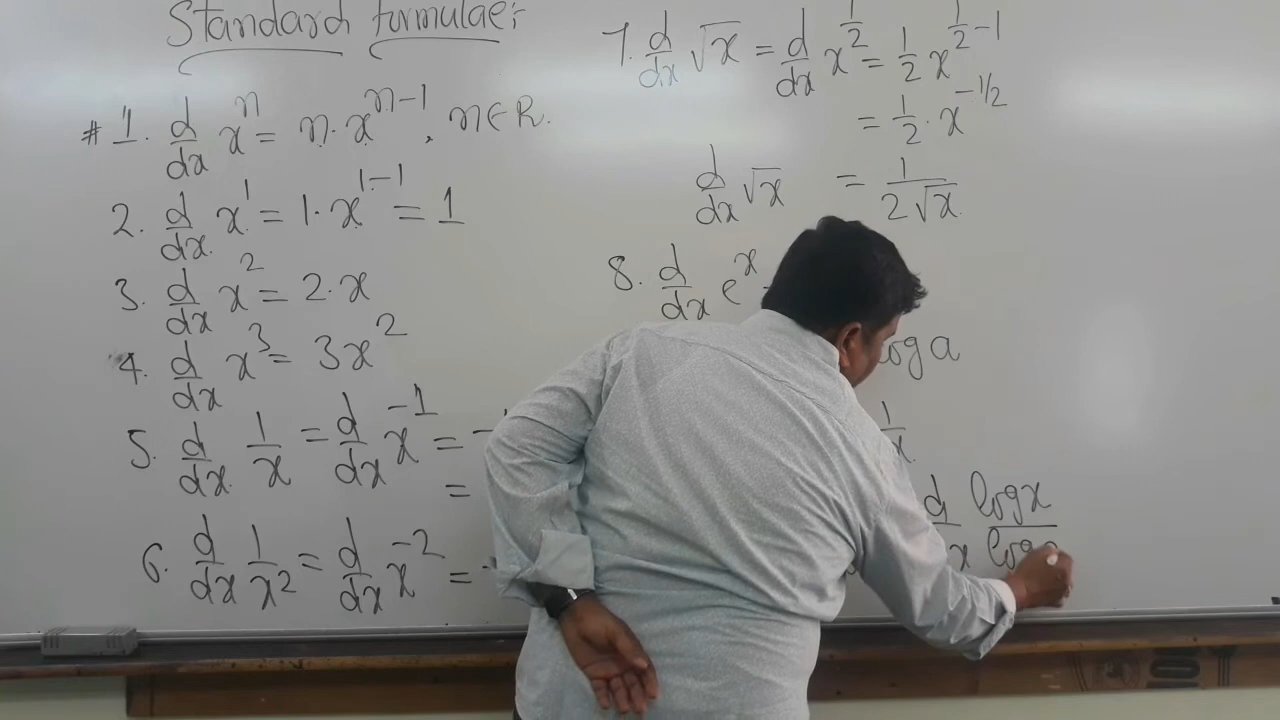 Standard formulae:
# 1. d/dx x^n = n·x^(n-1), n∈R.
2. d/dx x^1 = 1·x^(1-1) = 1
3. d/dx x^2 = 2·x
4. d/dx x^3 = 3x^2
5. d/dx 1/x = d/dx x^-1 = -
=
6. d/dx 1/x^2 = d/dx x^-2 = -
7. d/dx √x = d/dx x^(1/2) = 1/2 x^(1/2-1)
= 1/2·x^(-1/2)
d/dx √x = 1/(2√x).
8. d/dx e^x
log a
1/x.
d/ x log x / log